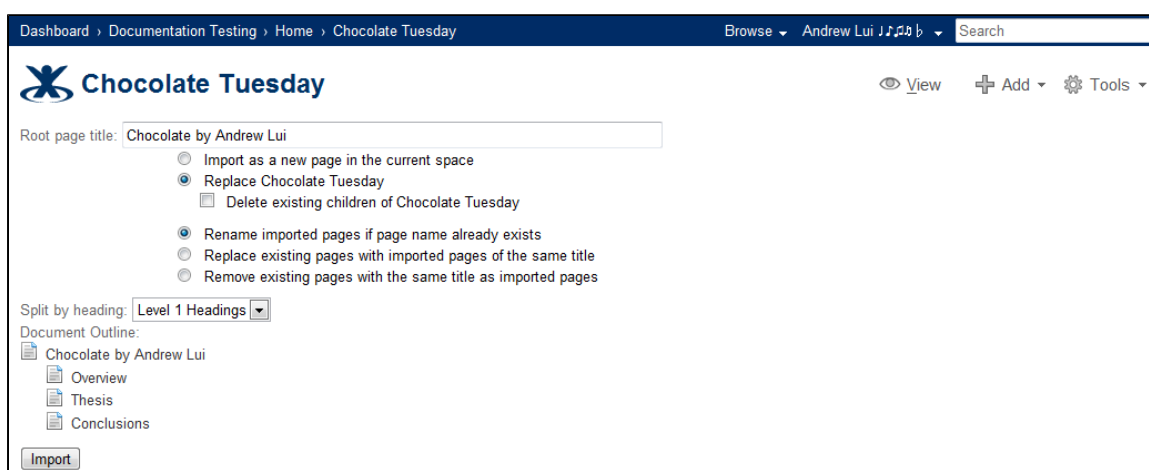 Dashboard › Documentation Testing › Home › Chocolate Tuesday Browse Andrew Lui ♩♪♫♬♭ Search
Chocolate Tuesday View Add Tools
Root page title: Chocolate by Andrew Lui
Import as a new page in the current space
Replace Chocolate Tuesday
Delete existing children of Chocolate Tuesday
Rename imported pages if page name already exists
Replace existing pages with imported pages of the same title
Remove existing pages with the same title as imported pages
Split by heading: Level 1 Headings
Document Outline:
Chocolate by Andrew Lui
Overview
Thesis
Conclusions
Import